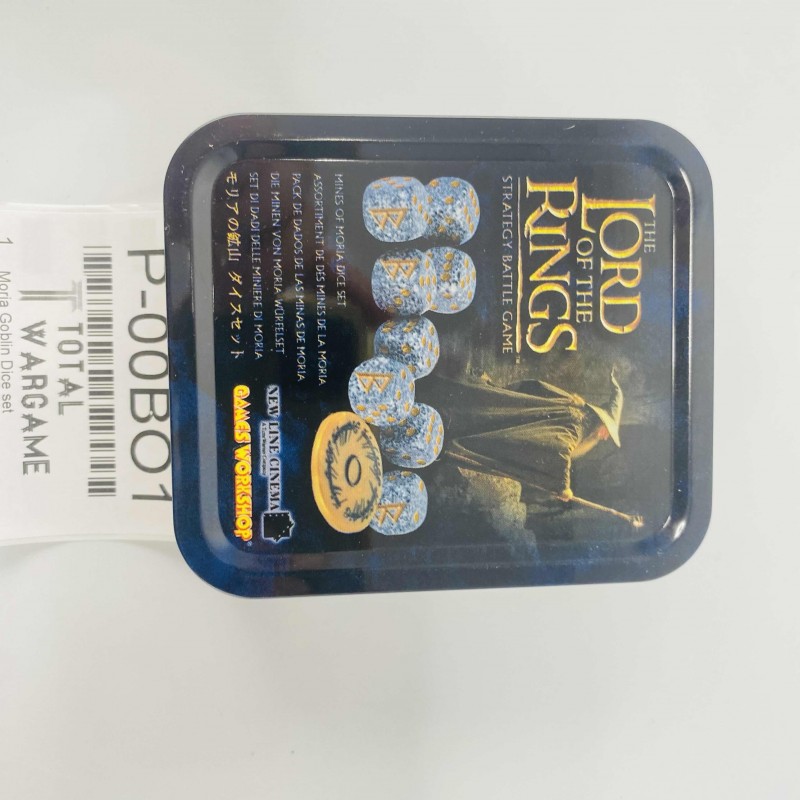 THE
LORD
OF THE
RINGS™
STRATEGY BATTLE GAME
MINES OF MORIA DICE SET
ASSORTIMENT DE DES MINES DE LA MORIA
PACK DE DADOS DE LAS MINAS DE MORIA
DIE MINEN VON MORIA WÜRFELSET
SET DI DADI DELLE MINIERE DI MORIA
モリアの鉱山 ダイスセット
NEW LINE CINEMA
GAMES WORKSHOP®
P-00BO1
TOTAL
WARGAME
1 Moria Goblin Dice set